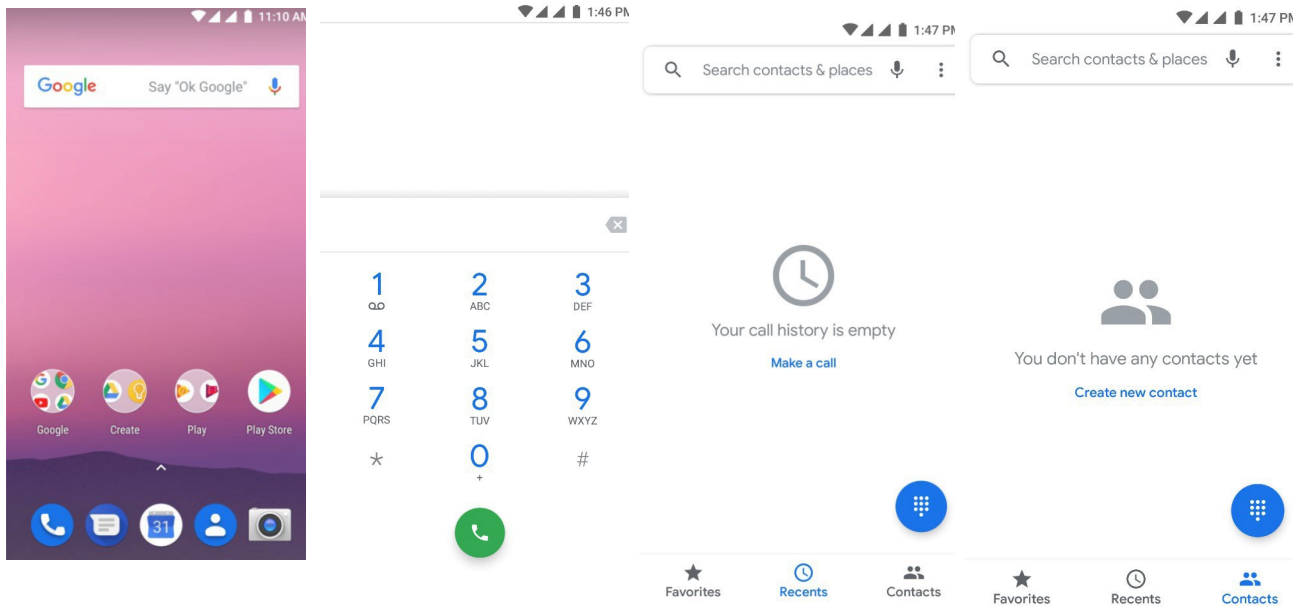 11:10 AM
Google
Say "Ok Google"
Google
Create
Play
Play Store
31
1:46 PM
1
2
ABC
3
DEF
4
GHI
5
JKL
6
MNO
7
PQRS
8
TUV
9
WXYZ
*
0
+
#
1:47 PM
Search contacts & places
Your call history is empty
Make a call
Favorites
Recents
Contacts
1:47 PM
Search contacts & places
You don't have any contacts yet
Create new contact
Favorites
Recents
Contacts